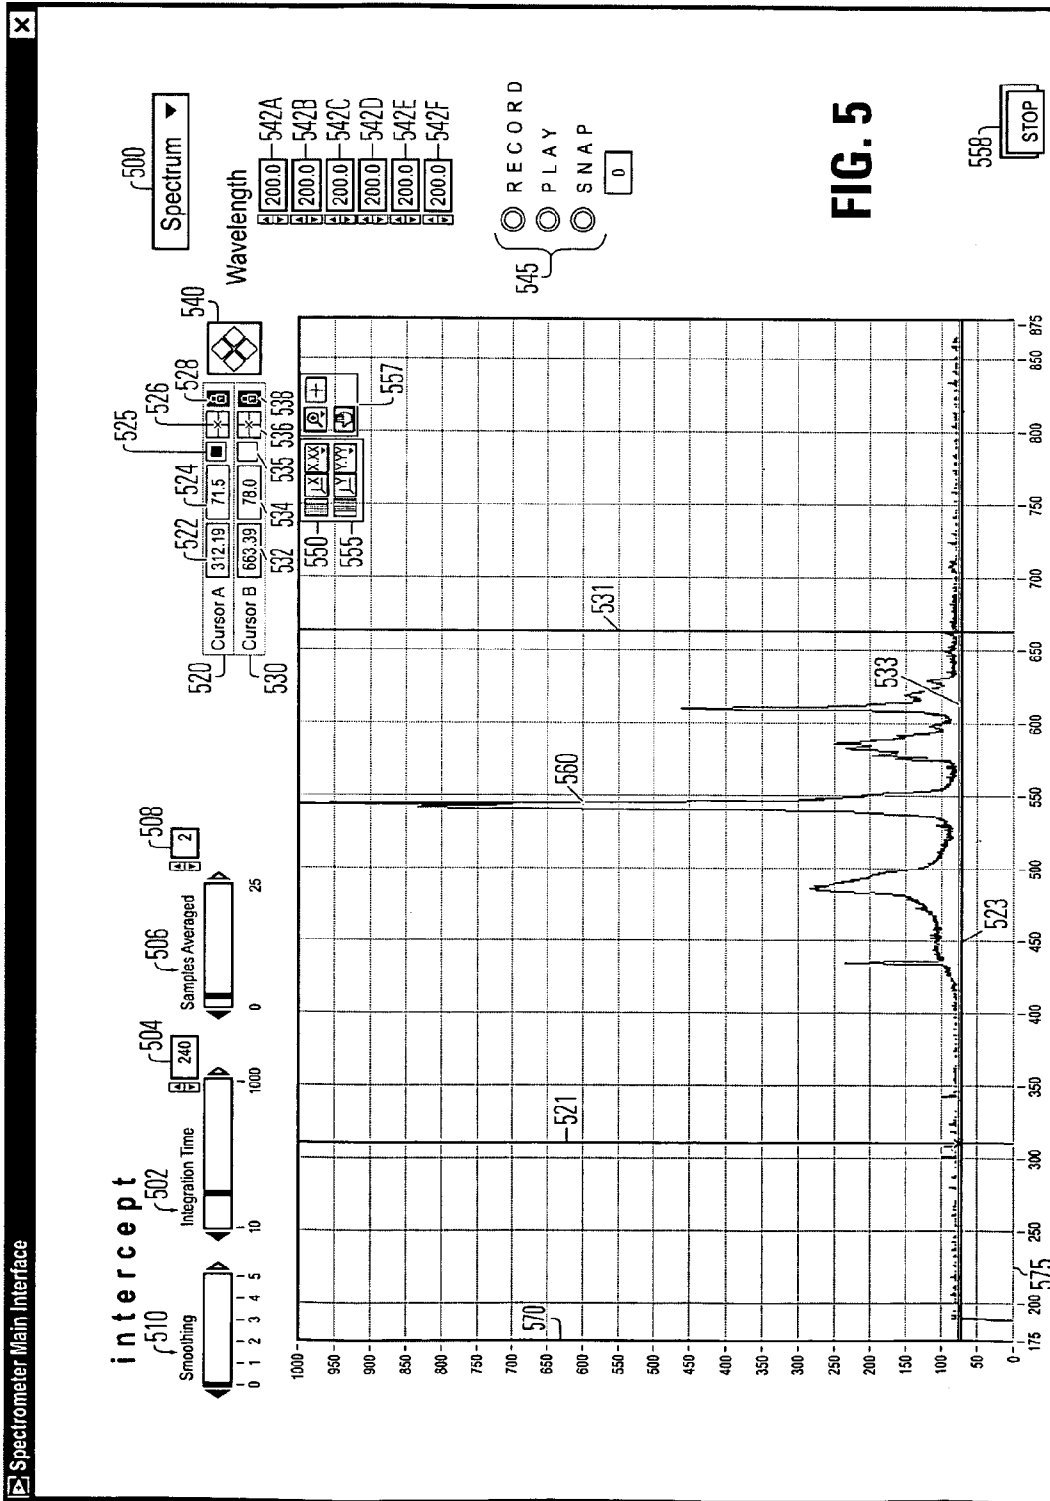 Spectrometer Main Interface X
intercept
510
Smoothing
0 1 2 3 4 5
502
Integration Time
10 1000
504
240
506
Samples Averaged
0 25
508
2
500
Spectrum
520 522 524 525 526 528 540
Cursor A 312.19 71.5
Cursor B 663.39 78.0
530 532 534 535 536 538
550 X X.XX
555 Y Y.YY
557
Wavelength
200.0 542A
200.0 542B
200.0 542C
200.0 542D
200.0 542E
200.0 542F
545
RECORD
PLAY
SNAP
0
1000
950
900
850
800
750
700
650
600
550
500
450
400
350
300
250
200
150
100
50
0
570
521
560
531
533
523
175 200 250 300 350 400 450 500 550 600 650 700 750 800 850 875
575
FIG. 5
558
STOP